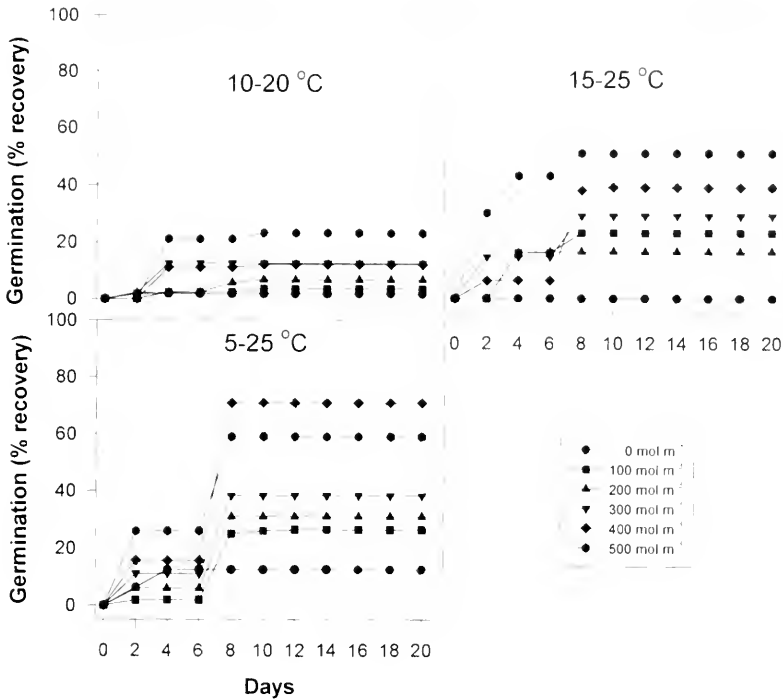 100
80
60
40
20
0
Germination (% recovery)
10-20 °C
15-25 °C
0 2 4 6 8 10 12 14 16 18 20
100
80
60
40
20
0
Germination (% recovery)
5-25 °C
0 mol m
100 mol m
200 mol m
300 mol m
400 mol m
500 mol m
0 2 4 6 8 10 12 14 16 18 20
Days